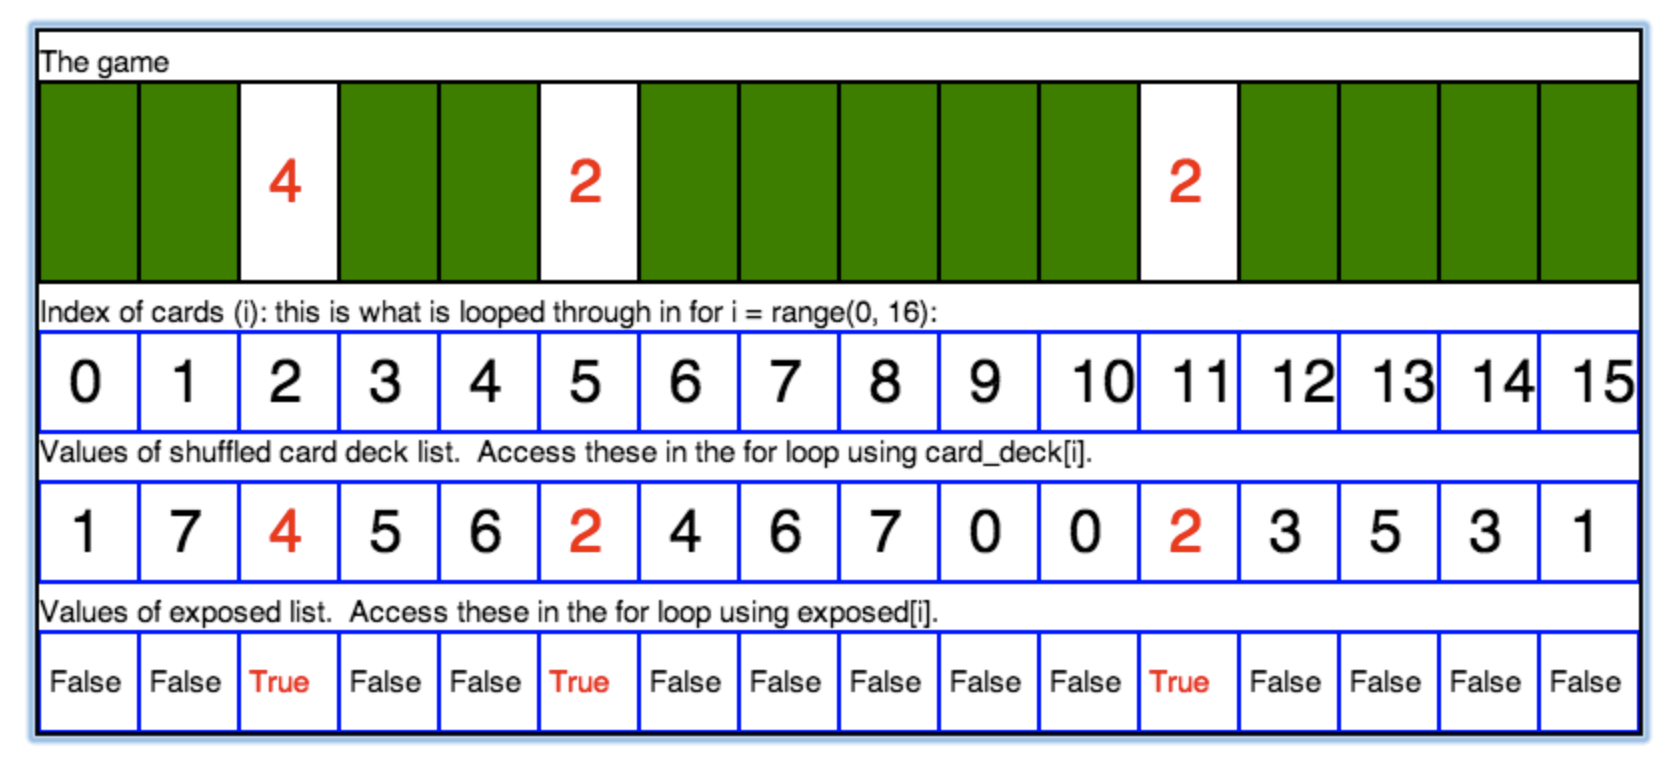 The game
4 2 2
Index of cards (i): this is what is looped through in for i = range(0, 16):
0 1 2 3 4 5 6 7 8 9 10 11 12 13 14 15
Values of shuffled card deck list.  Access these in the for loop using card_deck[i].
1 7 4 5 6 2 4 6 7 0 0 2 3 5 3 1
Values of exposed list.  Access these in the for loop using exposed[i].
False False True False False True False False False False False True False False False False